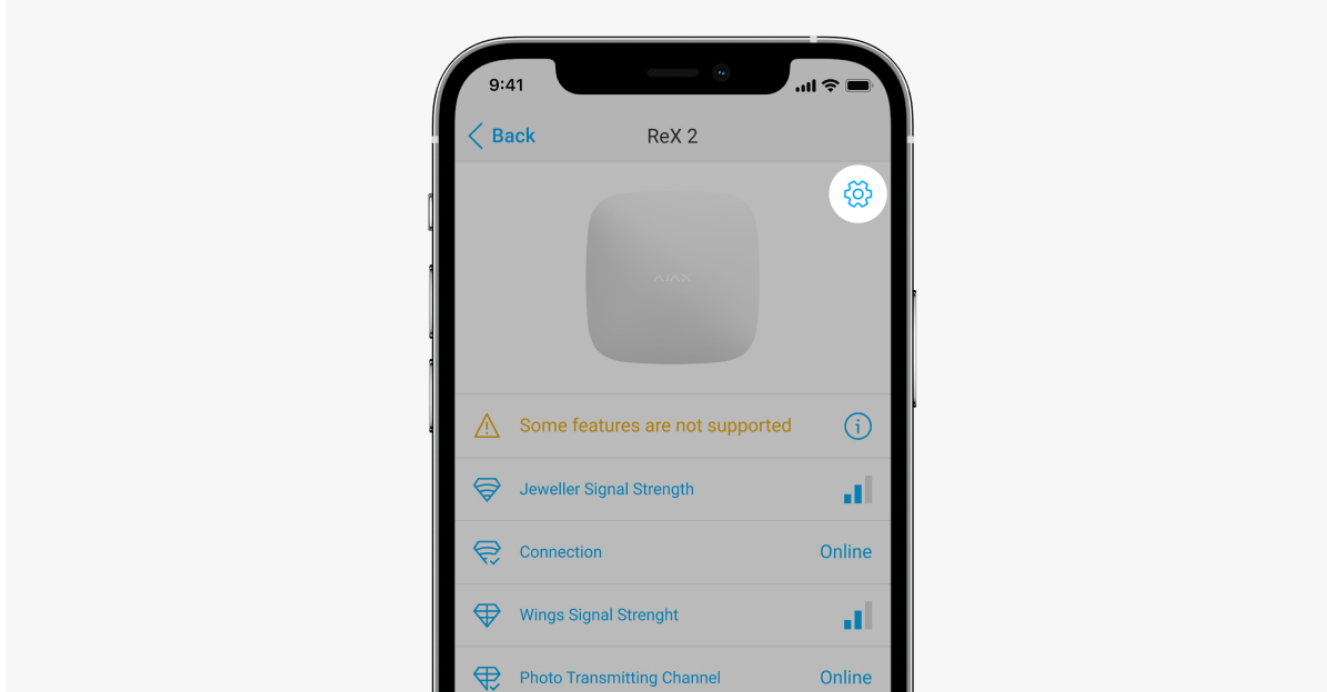 9:41
Back
ReX 2
AJAX
Some features are not supported
Jeweller Signal Strength
Connection
Online
Wings Signal Strenght
Photo Transmitting Channel
Online